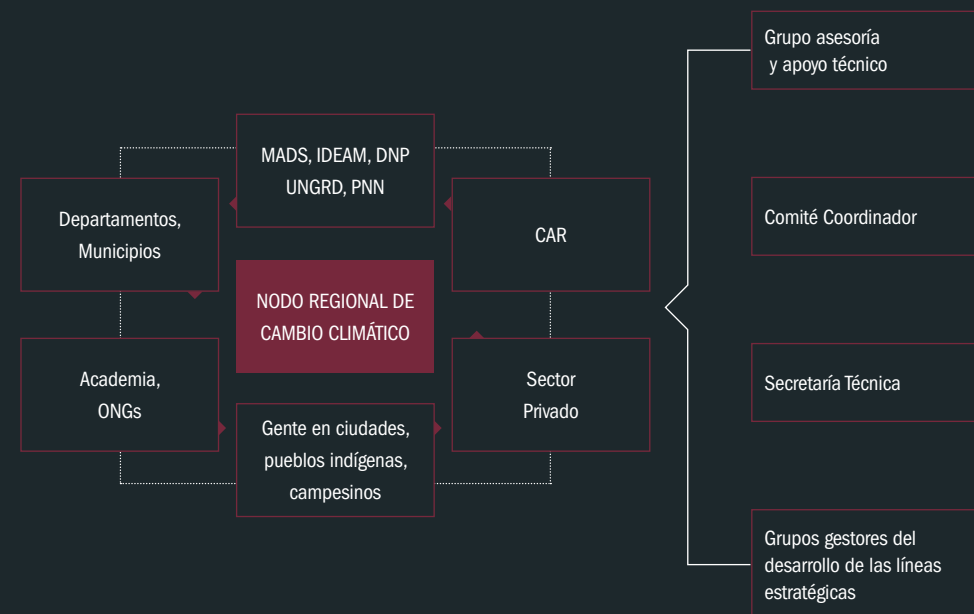 MADS, IDEAM, DNP
UNGRD, PNN
Departamentos,
Municipios
CAR
NODO REGIONAL DE
CAMBIO CLIMÁTICO
Academia,
ONGs
Gente en ciudades,
pueblos indígenas,
campesinos
Sector
Privado
Grupo asesoría
y apoyo técnico
Comité Coordinador
Secretaría Técnica
Grupos gestores del
desarrollo de las líneas
estratégicas